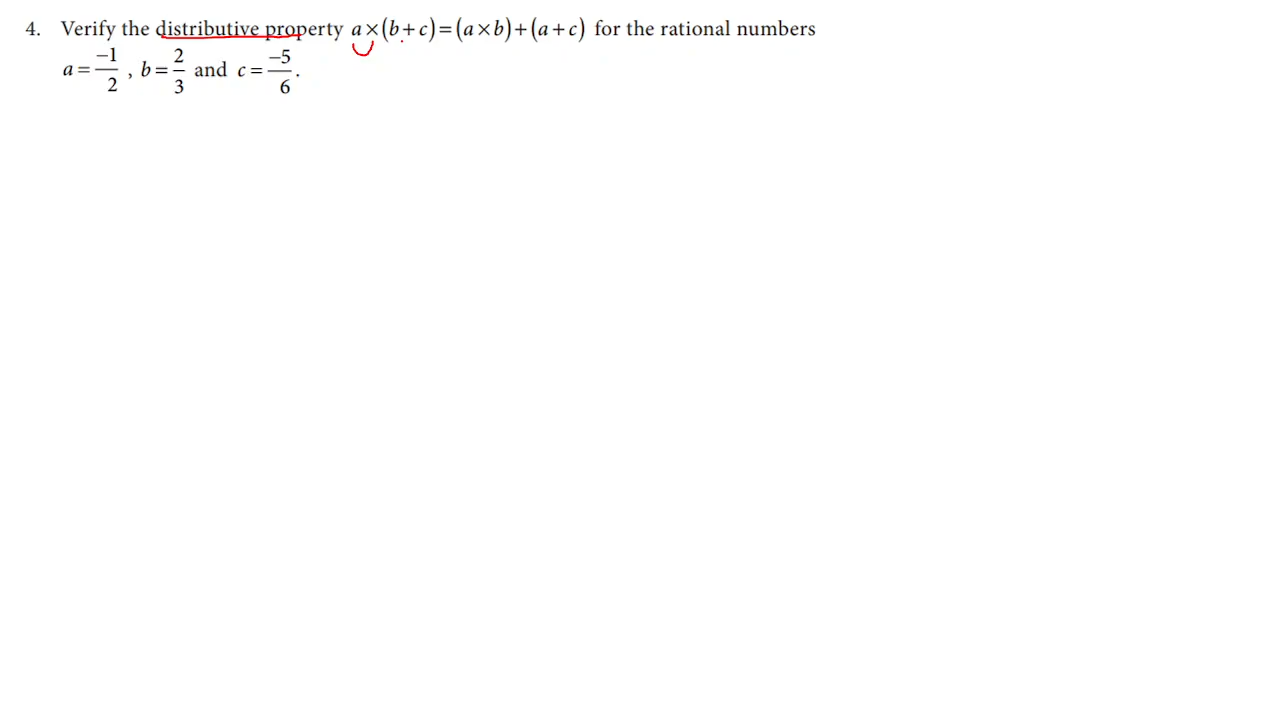 4. Verify the distributive property a×(b+c)=(a×b)+(a+c) for the rational numbers
a=−1/2, b=2/3 and c=−5/6.